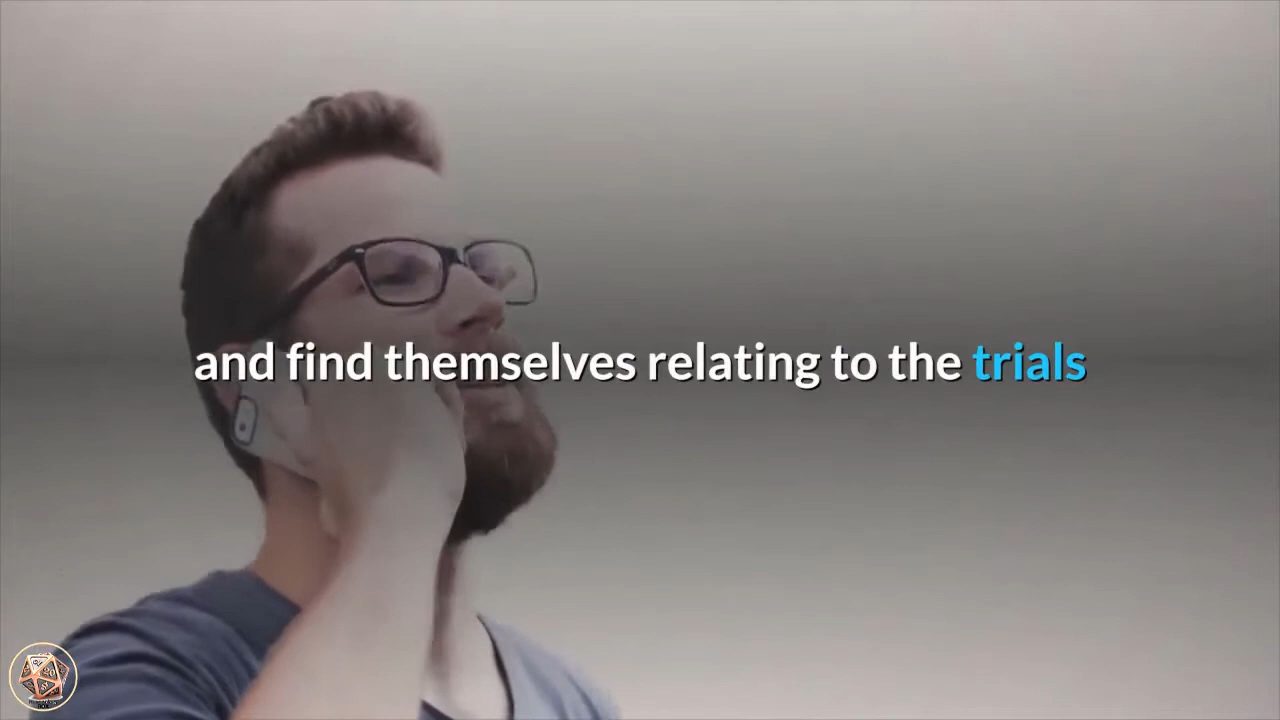 and find themselves relating to the trials